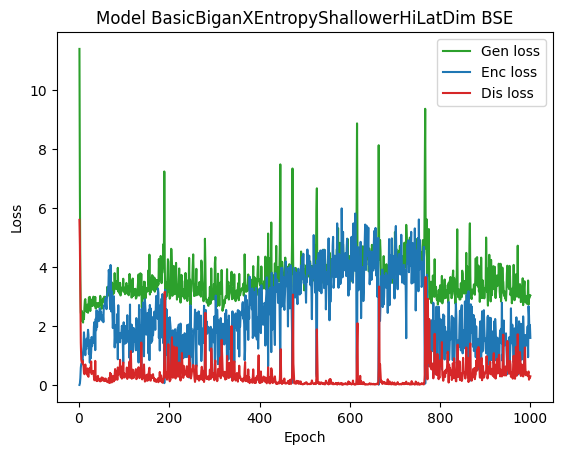 Model BasicBiganXEntropyShallowerHiLatDim BSE
Gen loss
Enc loss
Dis loss
Loss
10
8
6
4
2
0
0 200 400 600 800 1000
Epoch